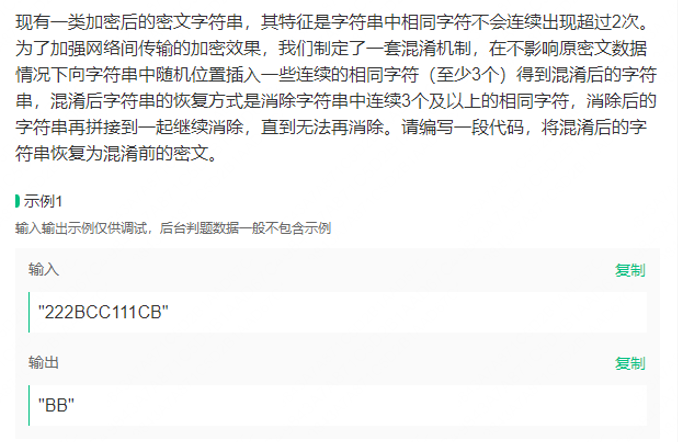 现有一类加密后的密文字符串，其特征是字符串中相同字符不会连续出现超过2次。
为了加强网络间传输的加密效果，我们制定了一套混淆机制，在不影响原密文数据
情况下向字符串中随机位置插入一些连续的相同字符（至少3个）得到混淆后的字符
串，混淆后字符串的恢复方式是消除字符串中连续3个及以上的相同字符，消除后的
字符串再拼接到一起继续消除，直到无法再消除。请编写一段代码，将混淆后的字
符串恢复为混淆前的密文。
示例1
输入输出示例仅供调试，后台判题数据一般不包含示例
输入 复制
"222BCC111CB"
输出 复制
"BB"